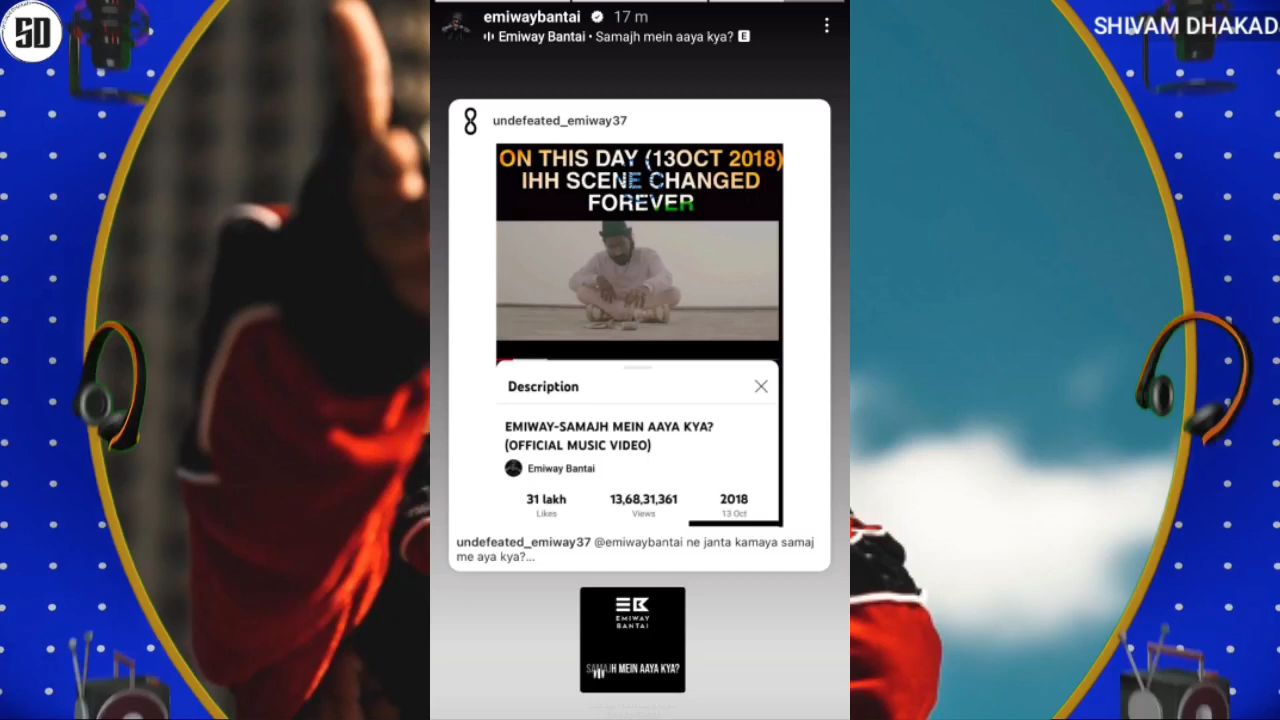 SD
SHIVAM DHAKAD
emiwaybantai 17 m
Emiway Bantai • Samajh mein aaya kya? E
undefeated_emiway37
ON THIS DAY (13OCT 2018)
IHH SCENE CHANGED
FOREVER
Description
EMIWAY-SAMAJH MEIN AAYA KYA?
(OFFICIAL MUSIC VIDEO)
Emiway Bantai
31 lakh 13,68,31,361 2018
Likes Views 13 Oct
undefeated_emiway37 @emiwaybantai ne janta kamaya samaj
me aya kya?...
EMIWAY
BANTAI
SAMAJH MEIN AAYA KYA?